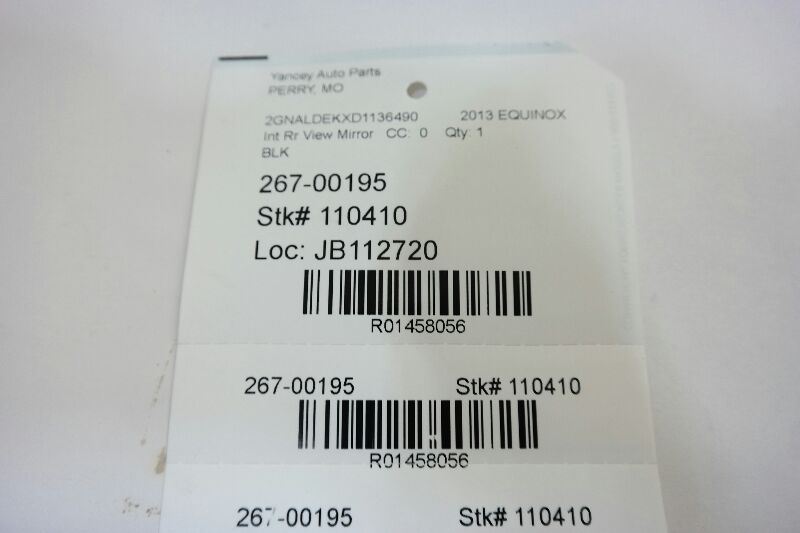 Yancey Auto Parts
PERRY, MO
2GNALDEKXD1136490 2013 EQUINOX
Int Rr View Mirror CC: 0 Qty: 1
BLK
267-00195
Stk# 110410
Loc: JB112720
R01458056
267-00195 Stk# 110410
R01458056
267-00195 Stk# 110410